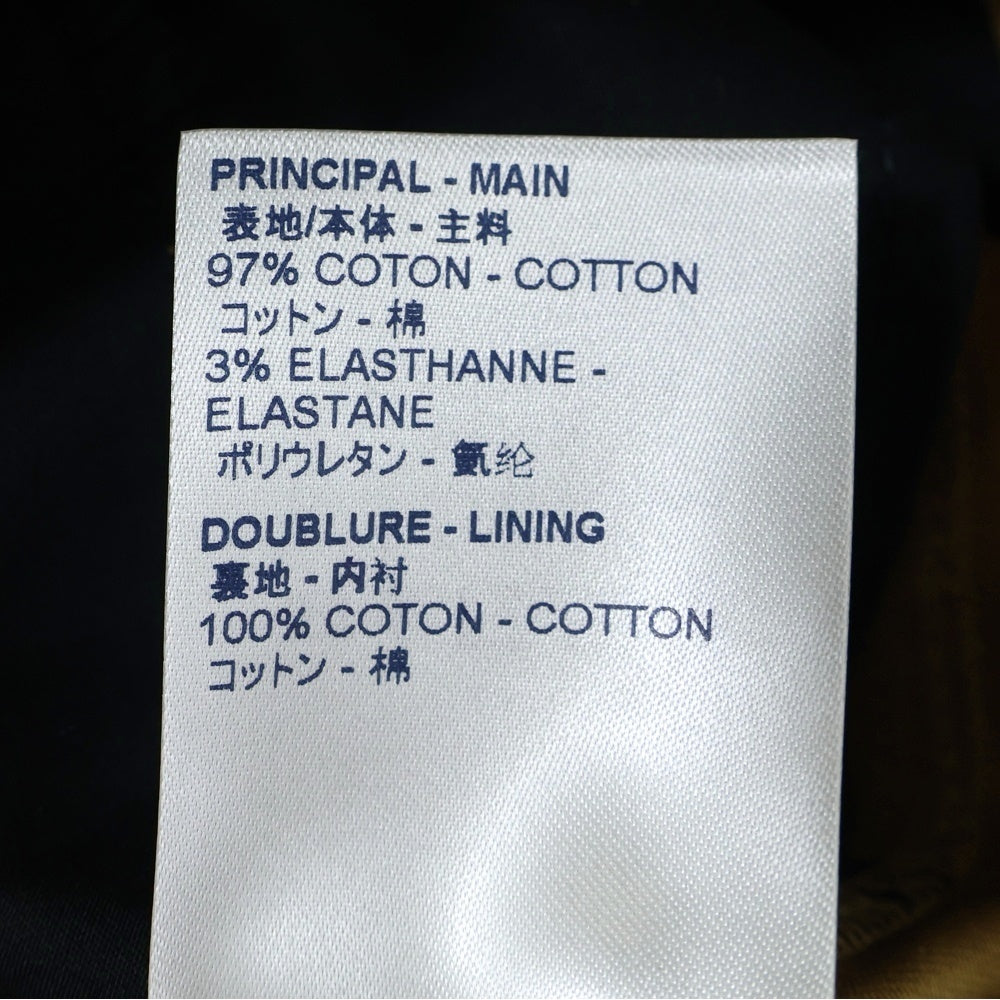 PRINCIPAL - MAIN
表地/本体 - 主料
97% COTON - COTTON
コットン - 棉
3% ELASTHANNE -
ELASTANE
ポリウレタン - 氨纶
DOUBLURE - LINING
裏地 - 内衬
100% COTON - COTTON
コットン - 棉